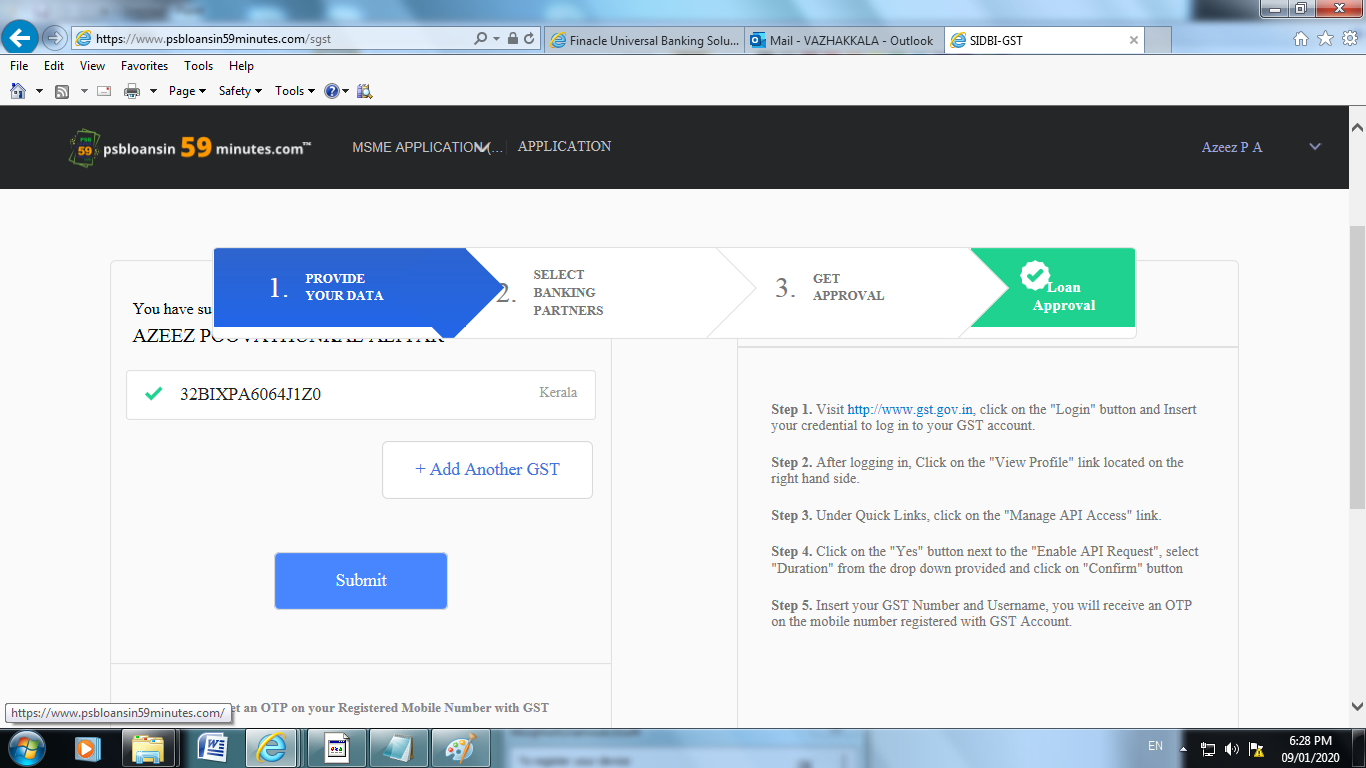 https://www.psbloansin59minutes.com/sgst
Finacle Universal Banking Solu...
Mail - VAZHAKKALA - Outlook
SIDBI-GST
File Edit View Favorites Tools Help
Page Safety Tools
psbloansin 59 minutes.com™
MSME APPLICATION (...
APPLICATION
Azeez P A
1. PROVIDE
YOUR DATA
2. SELECT
BANKING
PARTNERS
3. GET
APPROVAL
Loan
Approval
You have su
AZEEZ POOVATHUNKAL ALIYAR
32BIXPA6064J1Z0
Kerala
+ Add Another GST
Submit
et an OTP on your Registered Mobile Number with GST
Step 1. Visit http://www.gst.gov.in, click on the "Login" button and Insert
your credential to log in to your GST account.
Step 2. After logging in, Click on the "View Profile" link located on the
right hand side.
Step 3. Under Quick Links, click on the "Manage API Access" link.
Step 4. Click on the "Yes" button next to the "Enable API Request", select
"Duration" from the drop down provided and click on "Confirm" button
Step 5. Insert your GST Number and Username, you will receive an OTP
on the mobile number registered with GST Account.
https://www.psbloansin59minutes.com/
EN
6:28 PM
09/01/2020